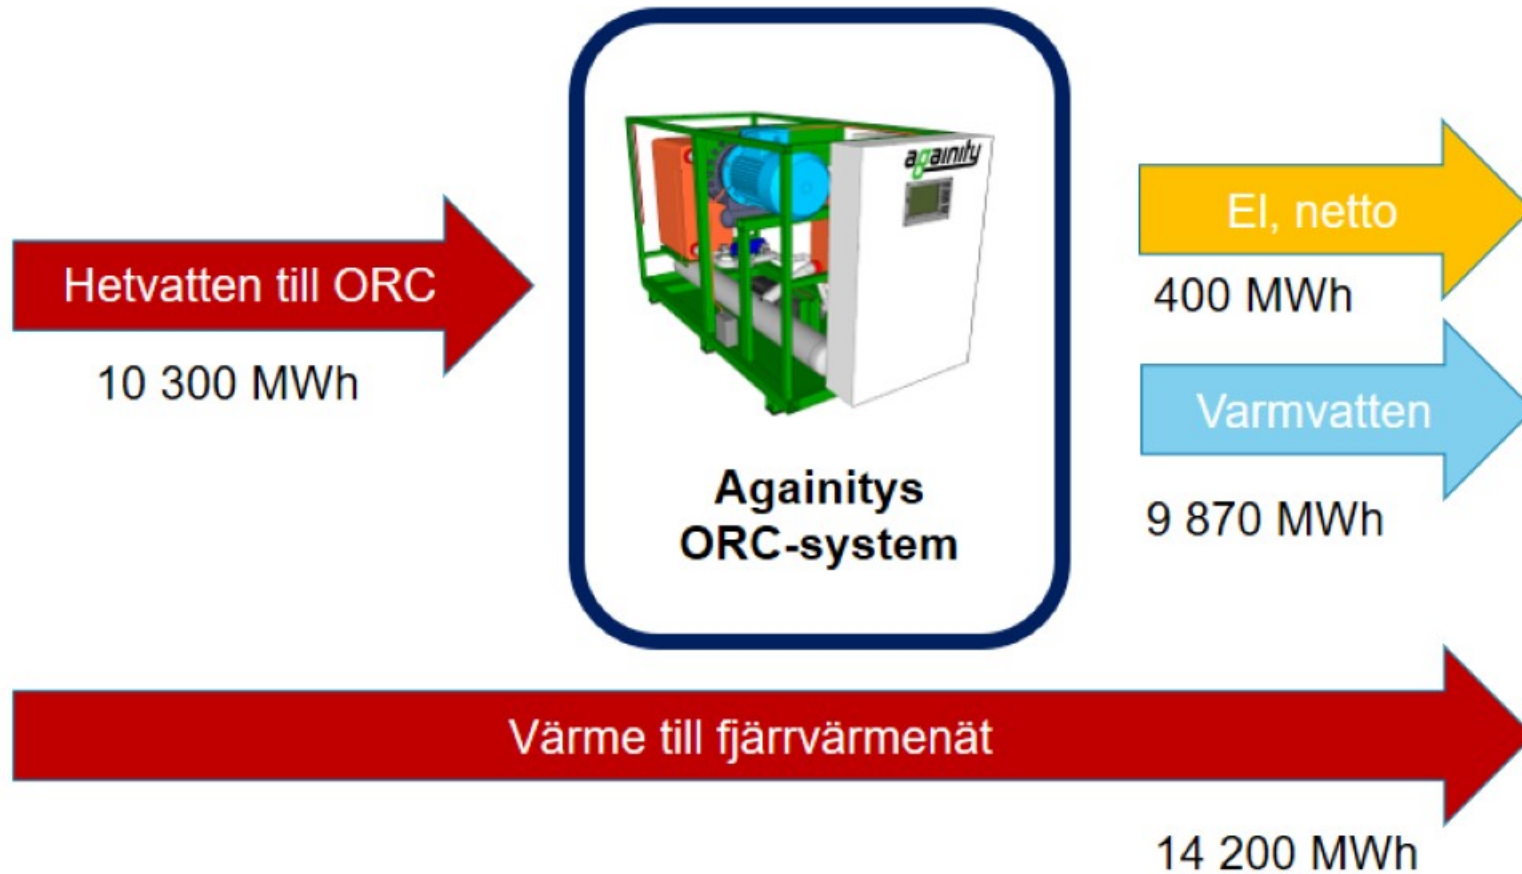 Hetvatten till ORC
10 300 MWh
againity
Againitys
ORC-system
El, netto
400 MWh
Varmvatten
9 870 MWh
Värme till fjärrvärmenät
14 200 MWh